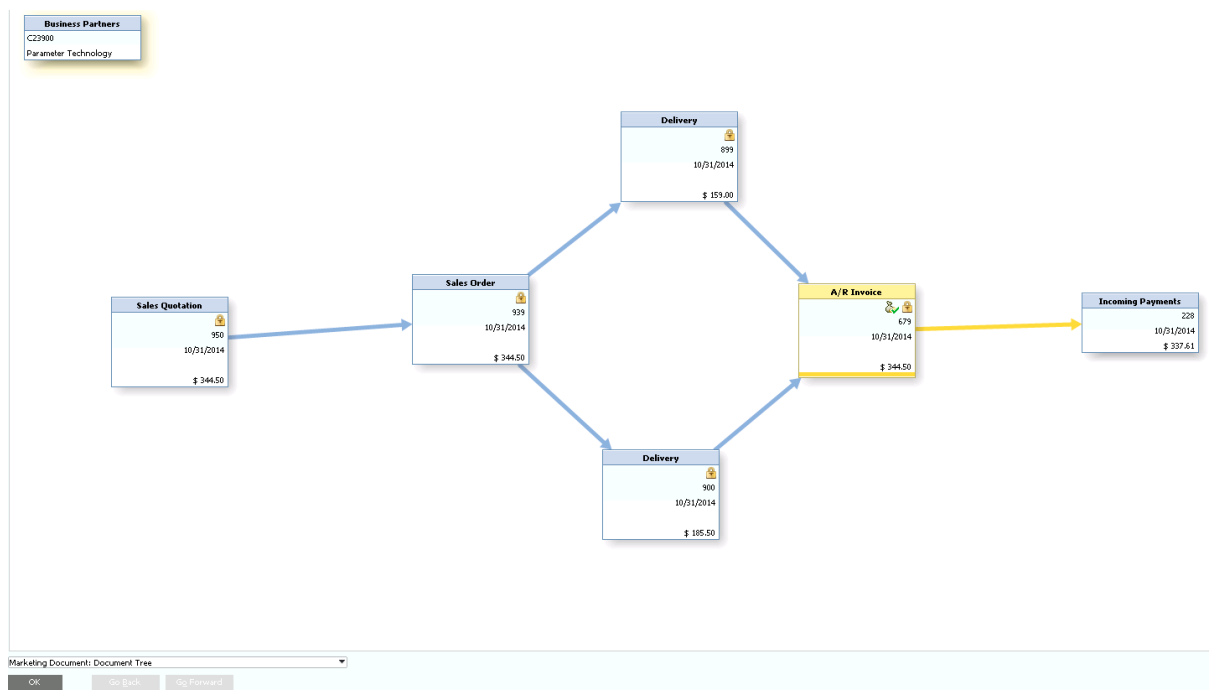 Business Partners
C23900
Parameter Technology
Delivery
899
10/31/2014
$ 159.00
Sales Quotation
950
10/31/2014
$ 344.50
Sales Order
939
10/31/2014
$ 344.50
A/R Invoice
679
10/31/2014
$ 344.50
Incoming Payments
228
10/31/2014
$ 337.61
Delivery
900
10/31/2014
$ 185.50
Marketing Document: Document Tree
OK
Go Back
Go Forward